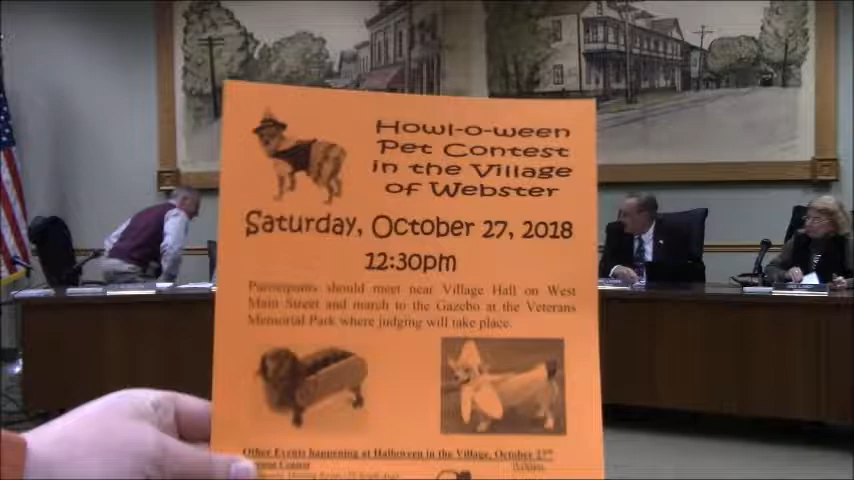 Howl-o-ween
Pet Contest
in the Village
of Webster
Saturday, October 27, 2018
12:30pm
Participants should meet near Village Hall on West
Main Street and march to the Gazebo at the Veterans
Memorial Park where judging will take place.
Other Events happening at Halloween in the Village, October 27th